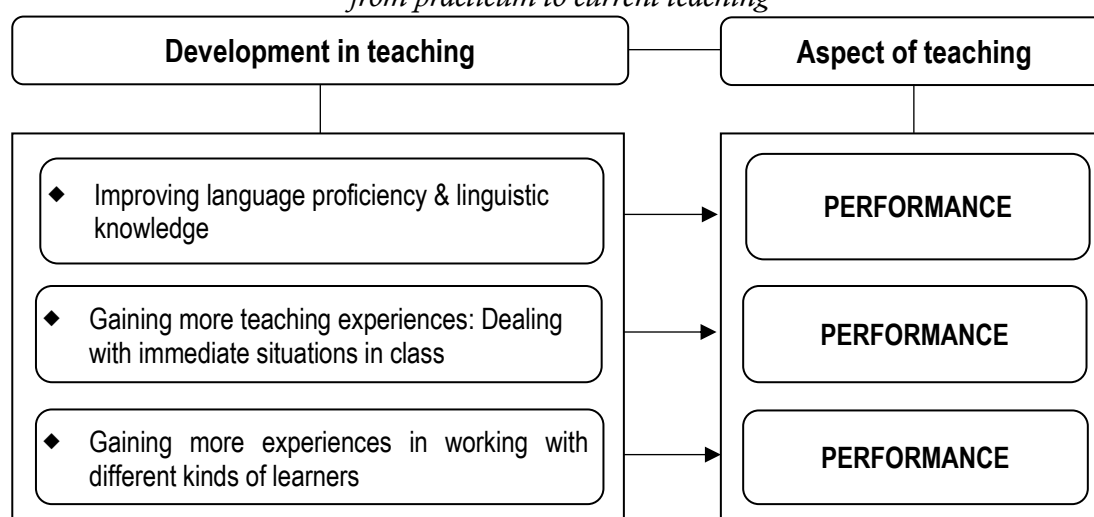 from practicum to current teaching
Development in teaching
Aspect of teaching
◆ Improving language proficiency & linguistic
knowledge
PERFORMANCE
◆ Gaining more teaching experiences: Dealing
with immediate situations in class
PERFORMANCE
◆ Gaining more experiences in working with
different kinds of learners
PERFORMANCE